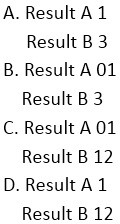 A. Result A 1
Result B 3
B. Result A 01
Result B 3
C. Result A 01
Result B 12
D. Result A 1
Result B 12